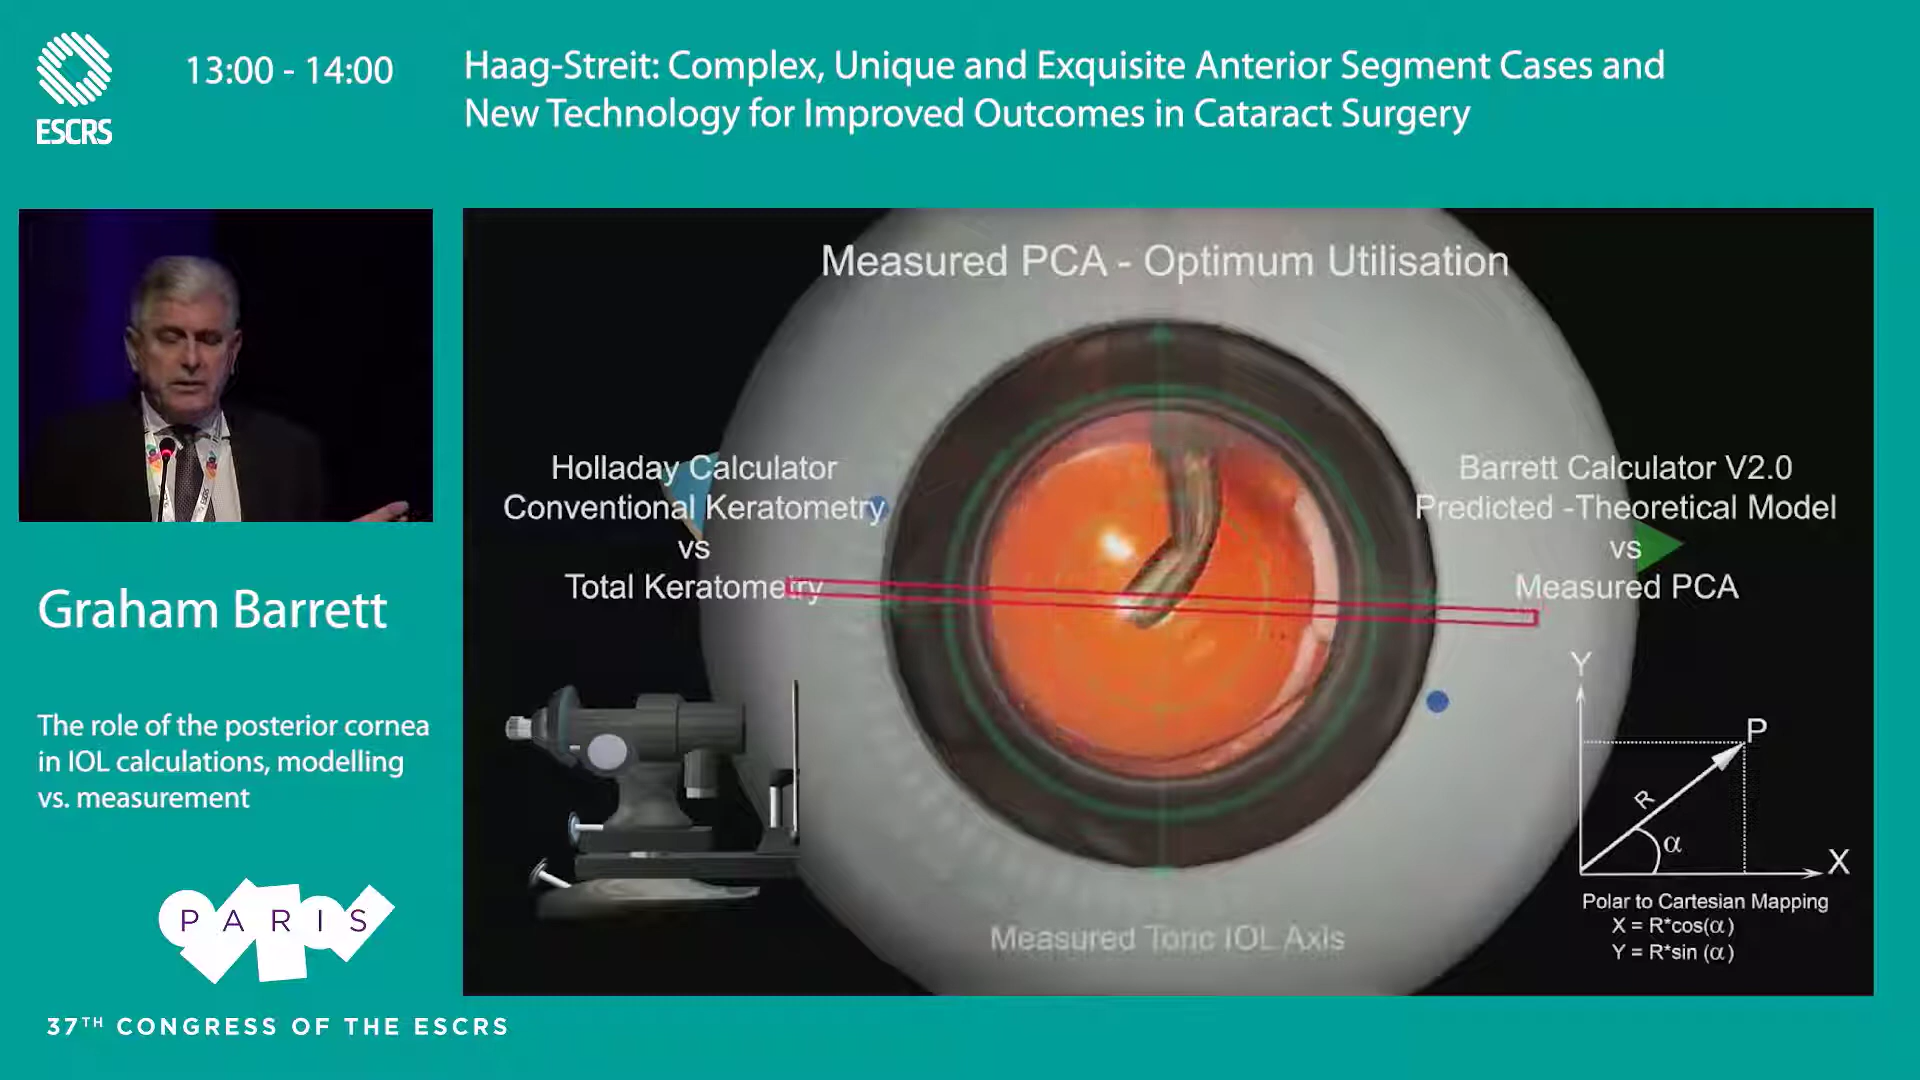 ESCRS
13:00 - 14:00
Haag-Streit: Complex, Unique and Exquisite Anterior Segment Cases and
New Technology for Improved Outcomes in Cataract Surgery
Measured PCA - Optimum Utilisation
Holladay Calculator
Conventional Keratometry
vs
Total Keratometry
Barrett Calculator V2.0
Predicted -Theoretical Model
vs
Measured PCA
Graham Barrett
The role of the posterior cornea
in IOL calculations, modelling
vs. measurement
Y
P
R
α
X
Polar to Cartesian Mapping
X = R*cos(α)
Y = R*sin (α)
Measured Toric IOL Axis
PARIS
37TH CONGRESS OF THE ESCRS